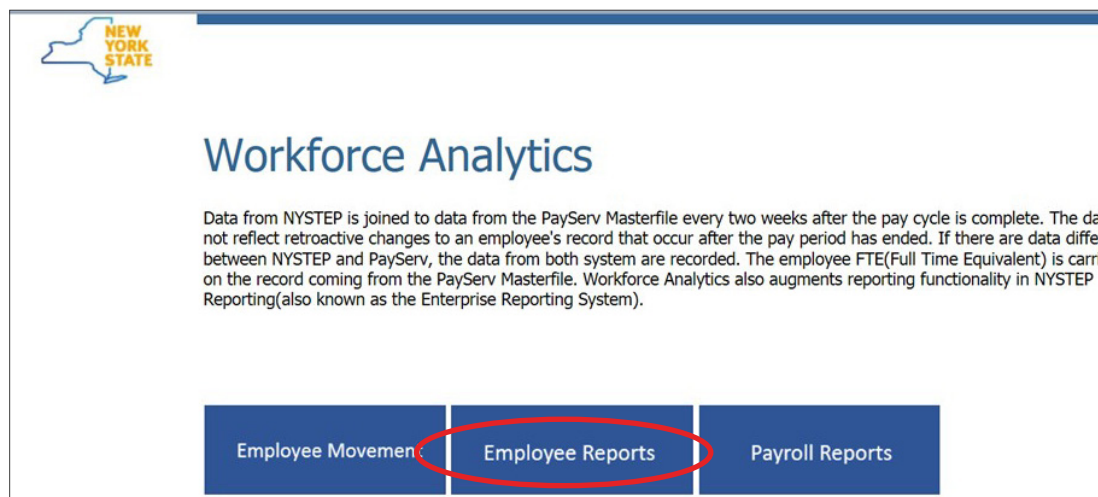 NEW
YORK
STATE
Workforce Analytics
Data from NYSTEP is joined to data from the PayServ Masterfile every two weeks after the pay cycle is complete. The
not reflect retroactive changes to an employee's record that occur after the pay period has ended. If there are data
between NYSTEP and PayServ, the data from both system are recorded. The employee FTE(Full Time Equivalent) is
on the record coming from the PayServ Masterfile. Workforce Analytics also augments reporting functionality in NYSTEP
Reporting(also known as the Enterprise Reporting System).
Employee Movement
Employee Reports
Payroll Reports